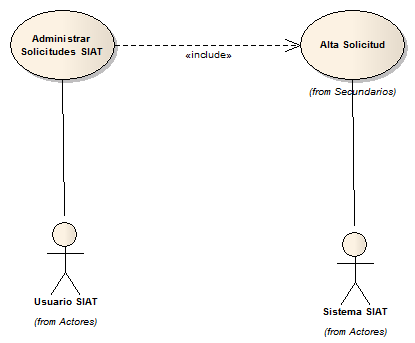 Administrar
Solicitudes SIAT
«include»
Alta Solicitud
(from Secundarios)
Usuario SIAT
(from Actores)
Sistema SIAT
(from Actores)